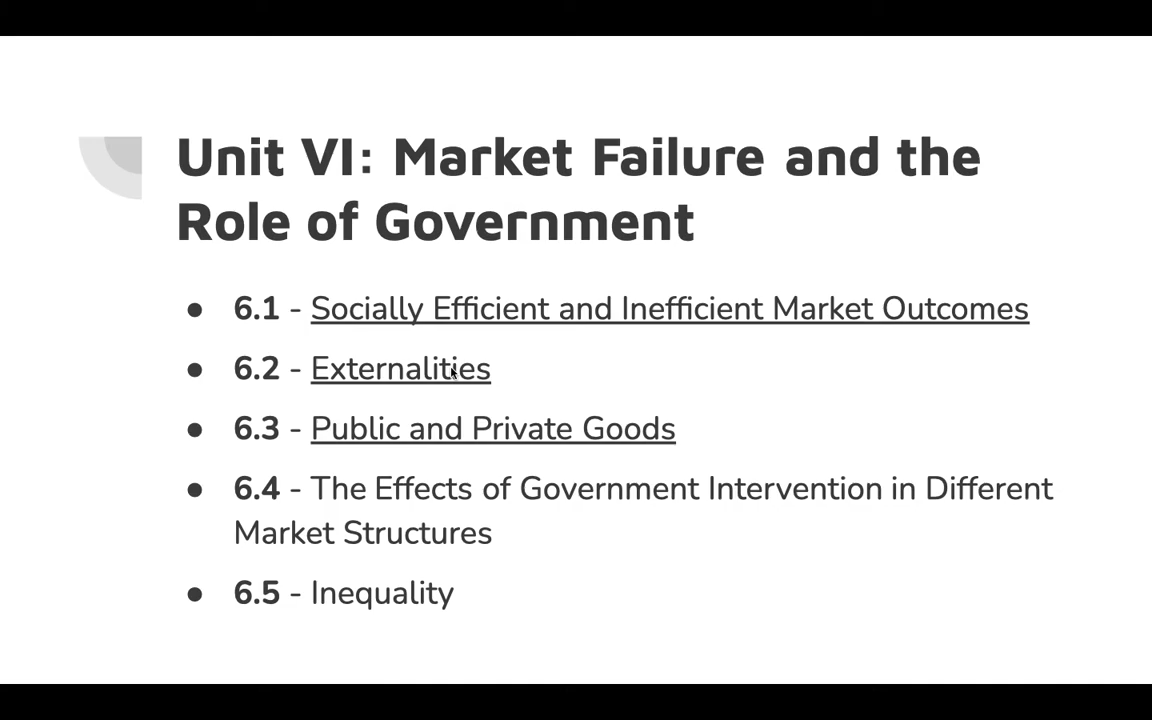 Unit VI: Market Failure and the
Role of Government
● 6.1 - Socially Efficient and Inefficient Market Outcomes
● 6.2 - Externalities
● 6.3 - Public and Private Goods
● 6.4 - The Effects of Government Intervention in Different
Market Structures
● 6.5 - Inequality